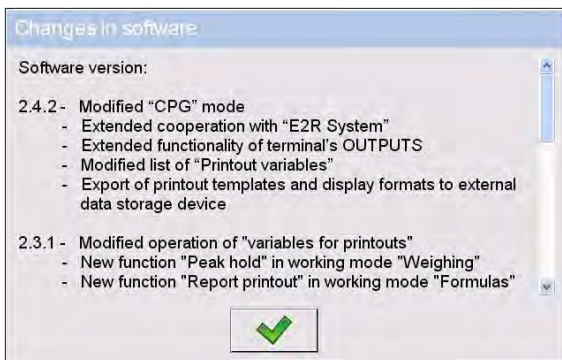 Changes in software
Software version:
2.4.2 - Modified “CPG” mode
- Extended cooperation with “E2R System”
- Extended functionality of terminal's OUTPUTS
- Modified list of “Printout variables”
- Export of printout templates and display formats to external
data storage device
2.3.1 - Modified operation of "variables for printouts"
- New function "Peak hold" in working mode "Weighing"
- New function "Report printout" in working mode "Formulas"